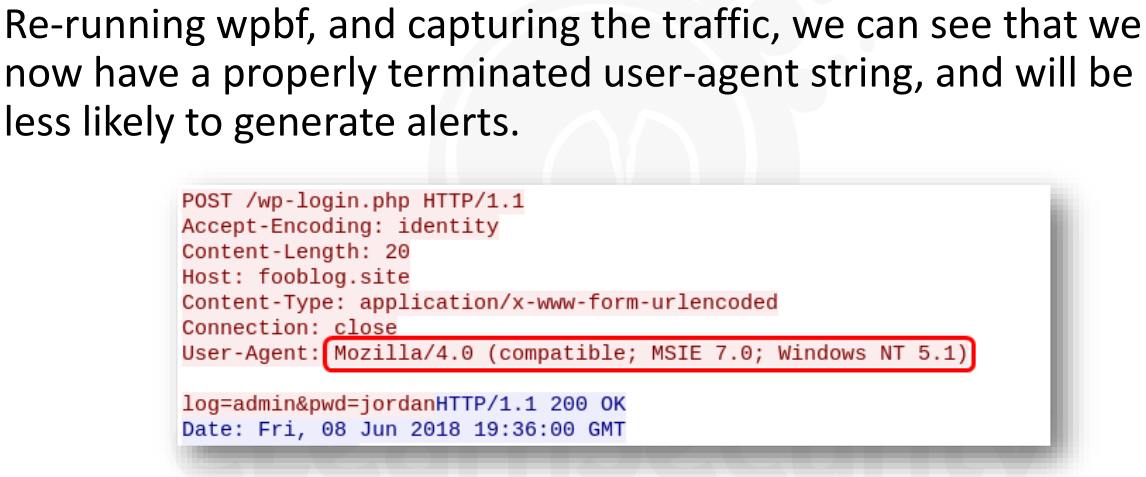 Re-running wpbf, and capturing the traffic, we can see that we
now have a properly terminated user-agent string, and will be
less likely to generate alerts.
POST /wp-login.php HTTP/1.1
Accept-Encoding: identity
Content-Length: 20
Host: fooblog.site
Content-Type: application/x-www-form-urlencoded
Connection: close
User-Agent: Mozilla/4.0 (compatible; MSIE 7.0; Windows NT 5.1)
log=admin&pwd=jordanHTTP/1.1 200 OK
Date: Fri, 08 Jun 2018 19:36:00 GMT